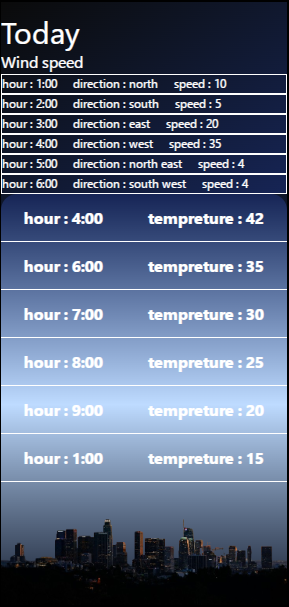 Today
Wind speed
hour : 1:00 direction : north speed : 10
hour : 2:00 direction : south speed : 5
hour : 3:00 direction : east speed : 20
hour : 4:00 direction : west speed : 35
hour : 5:00 direction : north east speed : 4
hour : 6:00 direction : south west speed : 4
hour : 4:00 tempreture : 42
hour : 6:00 tempreture : 35
hour : 7:00 tempreture : 30
hour : 8:00 tempreture : 25
hour : 9:00 tempreture : 20
hour : 1:00 tempreture : 15